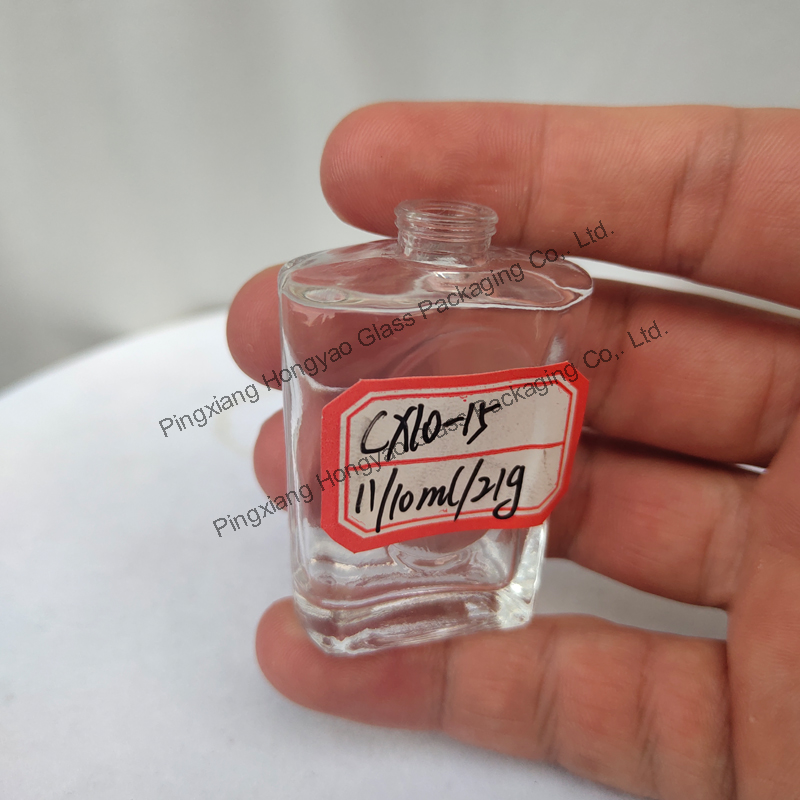 Pingxiang Hongyao Glass Packaging Co,. Ltd.
Pingxiang Hongyao Glass Packaging Co,. Ltd.
CX10-15
11/10ml/21g